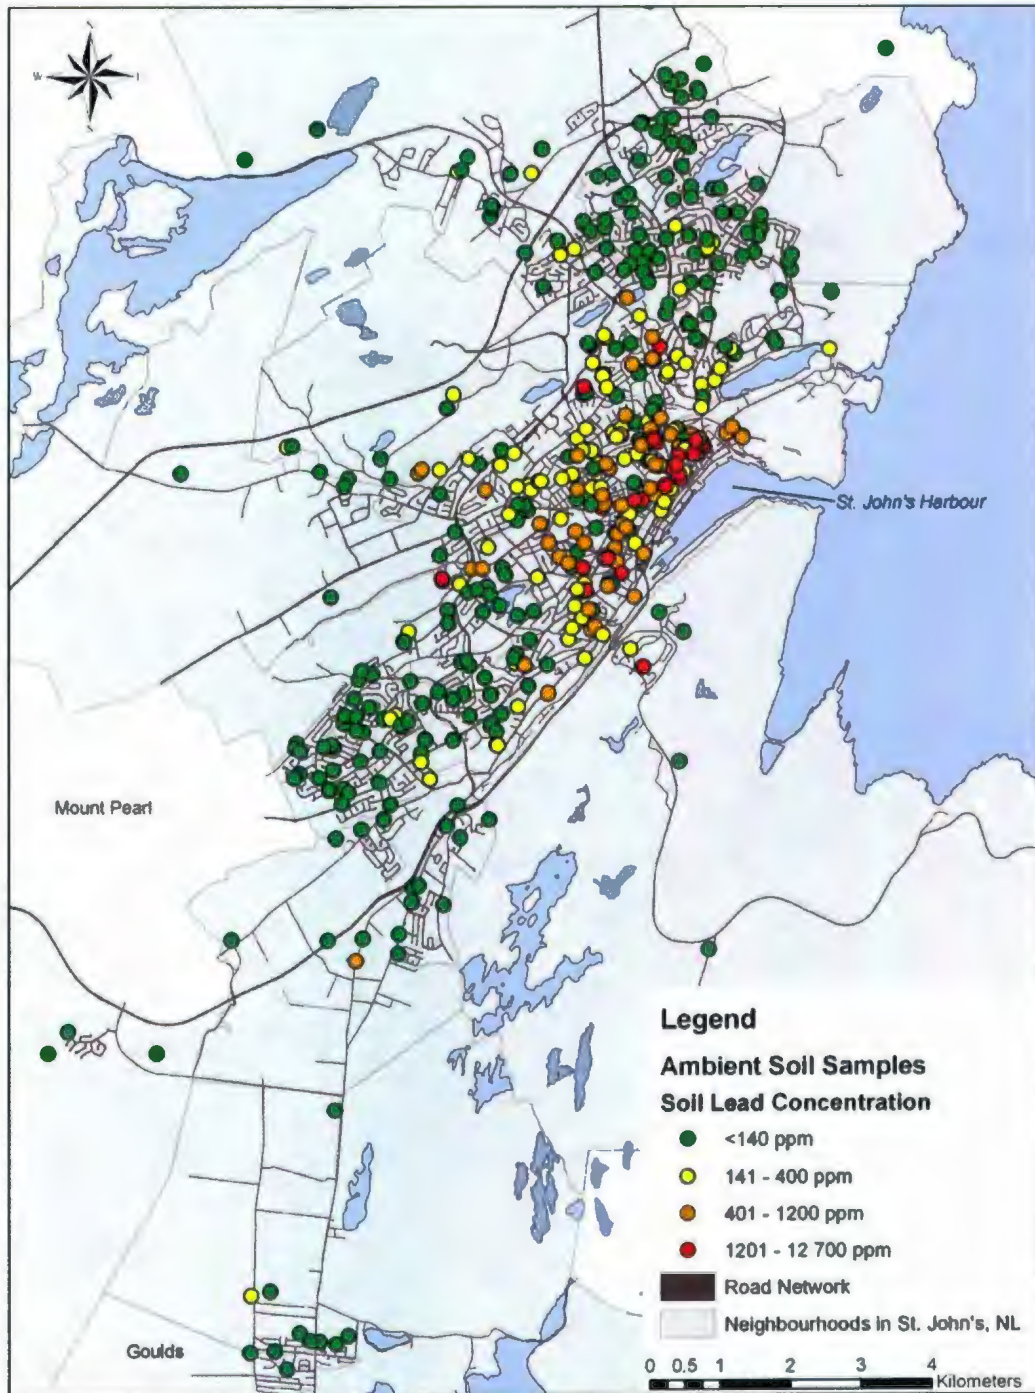 N
W
St. John's Harbour
Mount Pearl
Legend
Ambient Soil Samples
Soil Lead Concentration
<140 ppm
141 - 400 ppm
401 - 1200 ppm
1201 - 12 700 ppm
Road Network
Neighbourhoods in St. John's, NL
Goulds
0 0.5 1 2 3 4
Kilometers